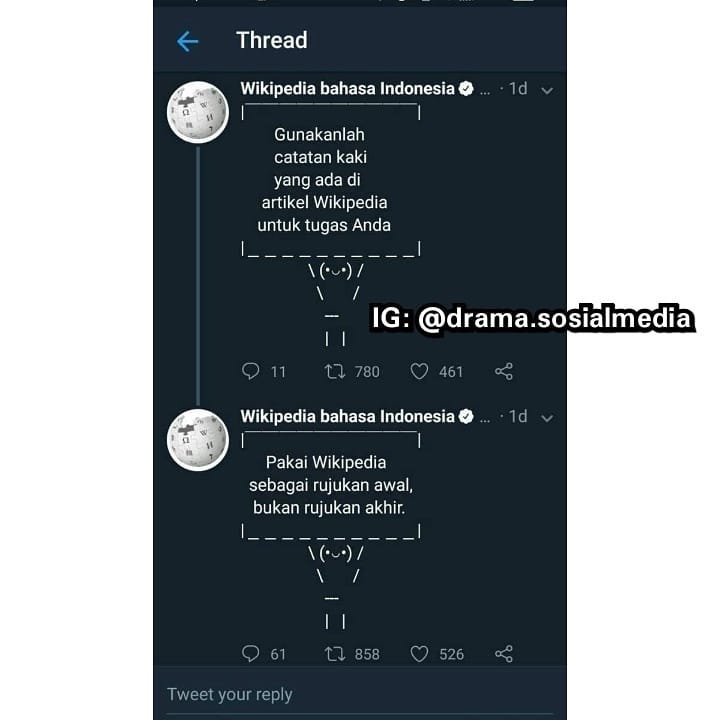 Thread
Wikipedia bahasa Indonesia ... · 1d
|‾‾‾‾‾‾‾‾‾‾‾‾‾‾‾‾‾‾|
Gunakanlah
catatan kaki
yang ada di
artikel Wikipedia
untuk tugas Anda
|_ _ _ _ _ _ _ _ _ _|
\ (•◡•) /
\ /
---
| |
IG: @drama.sosialmedia
11 780 461
Wikipedia bahasa Indonesia ... · 1d
|‾‾‾‾‾‾‾‾‾‾‾‾‾‾‾‾‾‾|
Pakai Wikipedia
sebagai rujukan awal,
bukan rujukan akhir.
|_ _ _ _ _ _ _ _ _ _|
\ (•◡•) /
\ /
---
| |
61 858 526
Tweet your reply